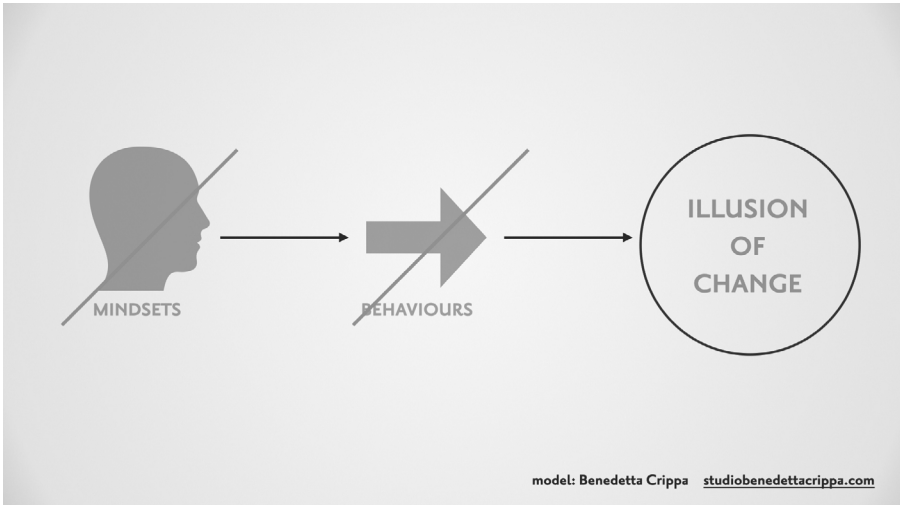 MINDSETS
BEHAVIOURS
ILLUSION
OF
CHANGE
model: Benedetta Crippa studiobenedettacrippa.com